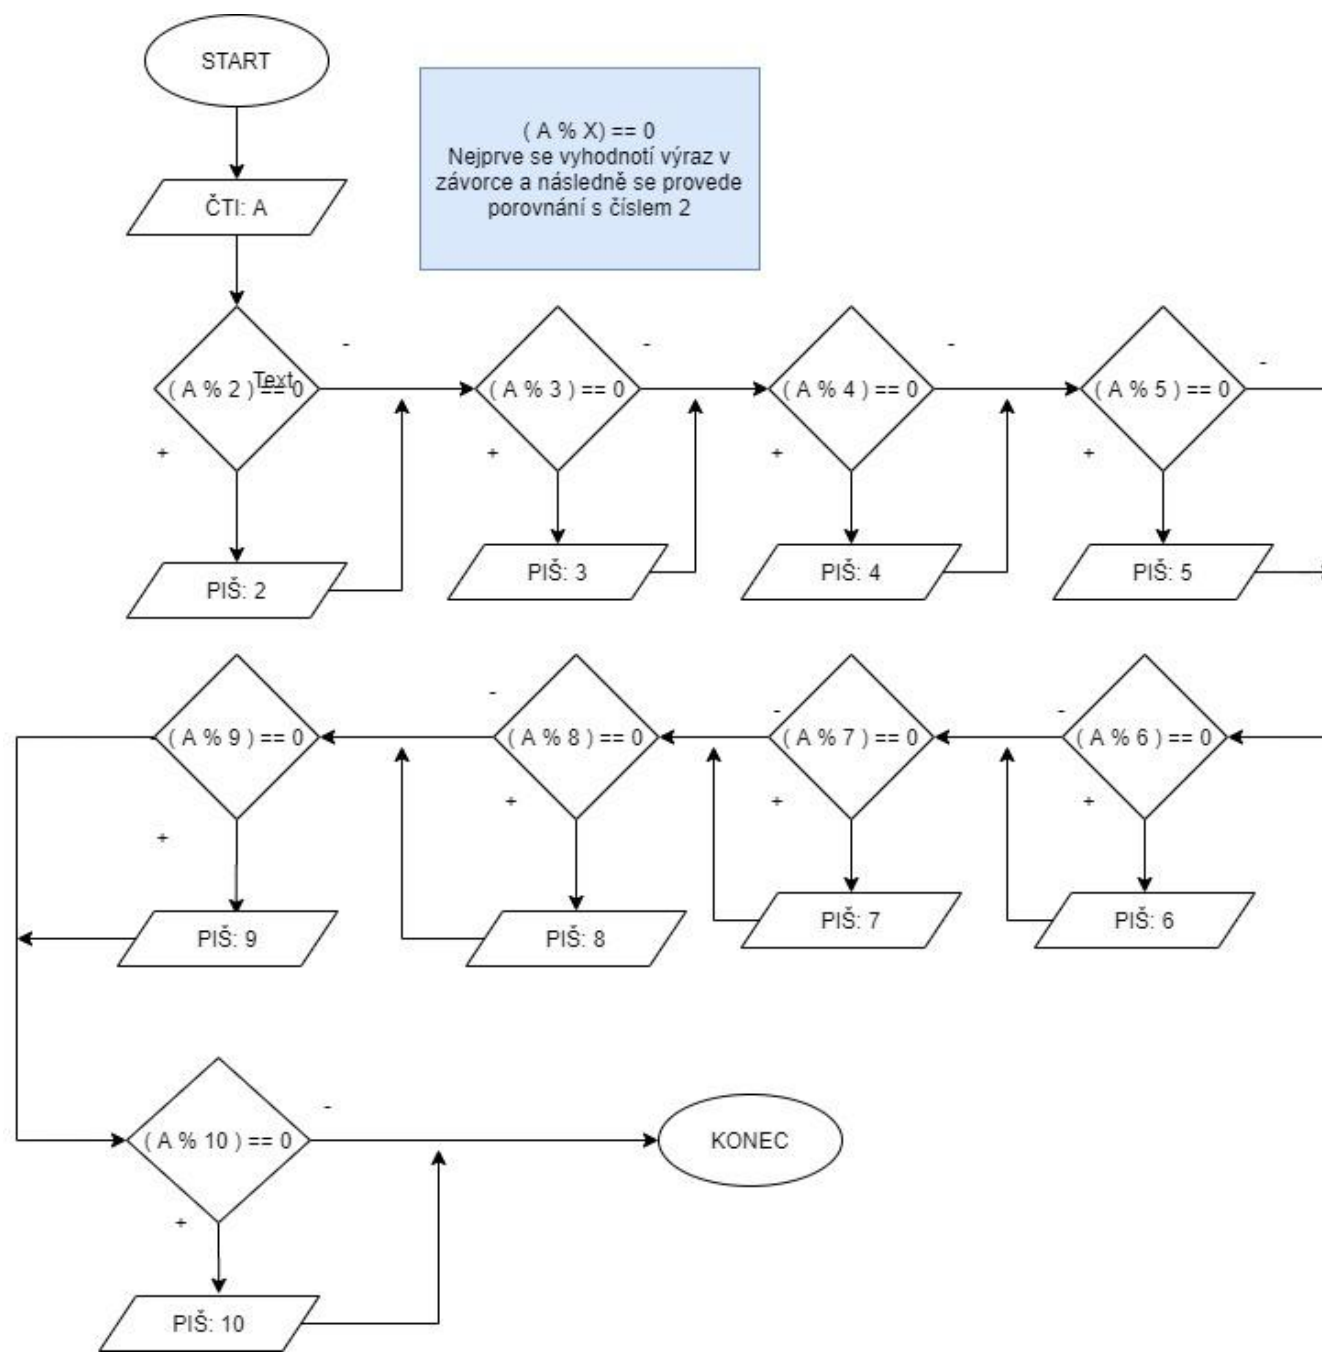 START
( A % X) == 0
Nejprve se vyhodnotí výraz v
závorce a následně se provede
porovnání s číslem 2
ČTI: A
-
-
-
-
( A % 2 ) == 0
Text
( A % 3 ) == 0
( A % 4 ) == 0
( A % 5 ) == 0
+
+
+
+
PIŠ: 2
PIŠ: 3
PIŠ: 4
PIŠ: 5
-
-
-
-
( A % 9 ) == 0
( A % 8 ) == 0
( A % 7 ) == 0
( A % 6 ) == 0
+
+
+
+
PIŠ: 9
PIŠ: 8
PIŠ: 7
PIŠ: 6
-
( A % 10 ) == 0
KONEC
+
PIŠ: 10